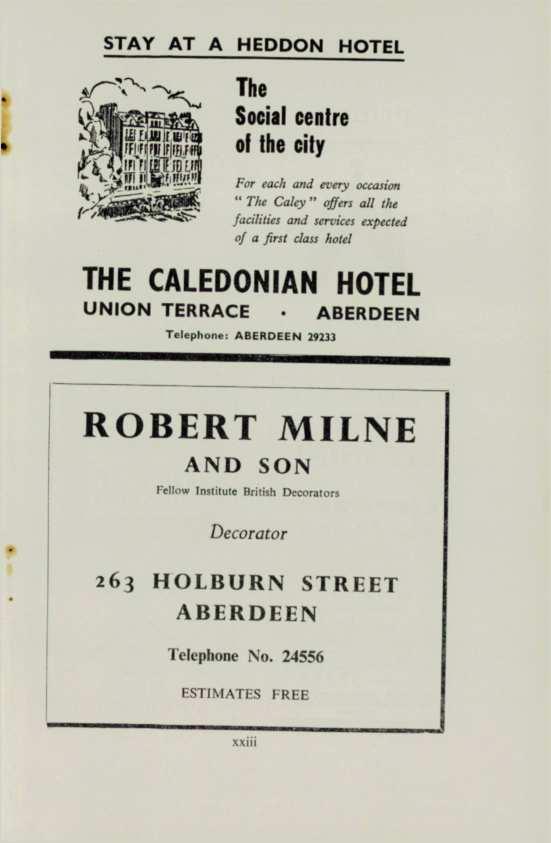 STAY AT A HEDDON HOTEL
The
Social centre
of the city
For each and every occasion
“ The Caley ” offers all the
facilities and services expected
of a first class hotel
THE CALEDONIAN HOTEL
UNION TERRACE · ABERDEEN
Telephone: ABERDEEN 29233
ROBERT MILNE
AND SON
Fellow Institute British Decorators
Decorator
263 HOLBURN STREET
ABERDEEN
Telephone No. 24556
ESTIMATES FREE
xxiii